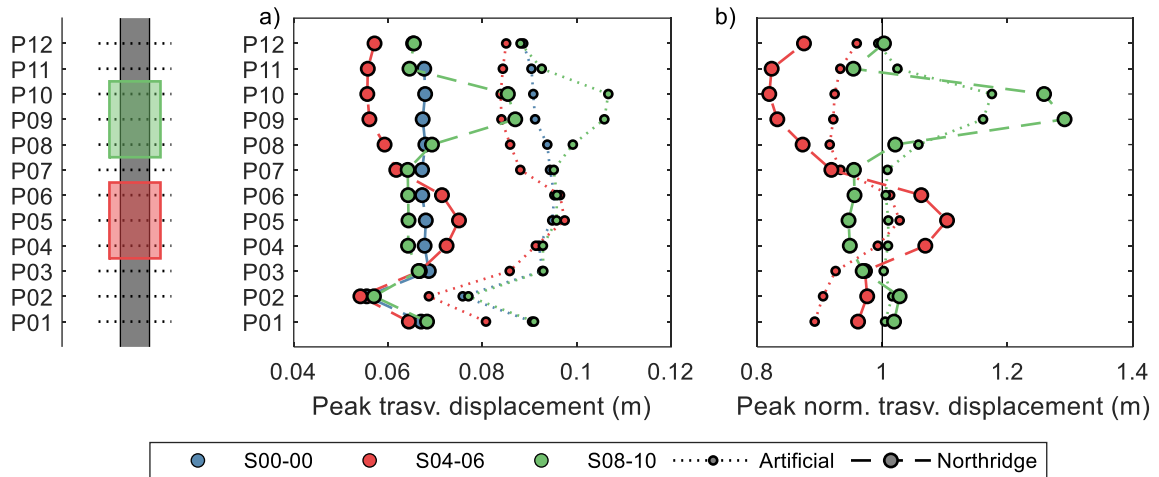 a)
b)
P12
P11
P10
P09
P08
P07
P06
P05
P04
P03
P02
P01
P12
P11
P10
P09
P08
P07
P06
P05
P04
P03
P02
P01
0.04 0.06 0.08 0.1 0.12
Peak trasv. displacement (m)
0.8 1 1.2 1.4
Peak norm. trasv. displacement (m)
S00-00 S04-06 S08-10 Artificial Northridge